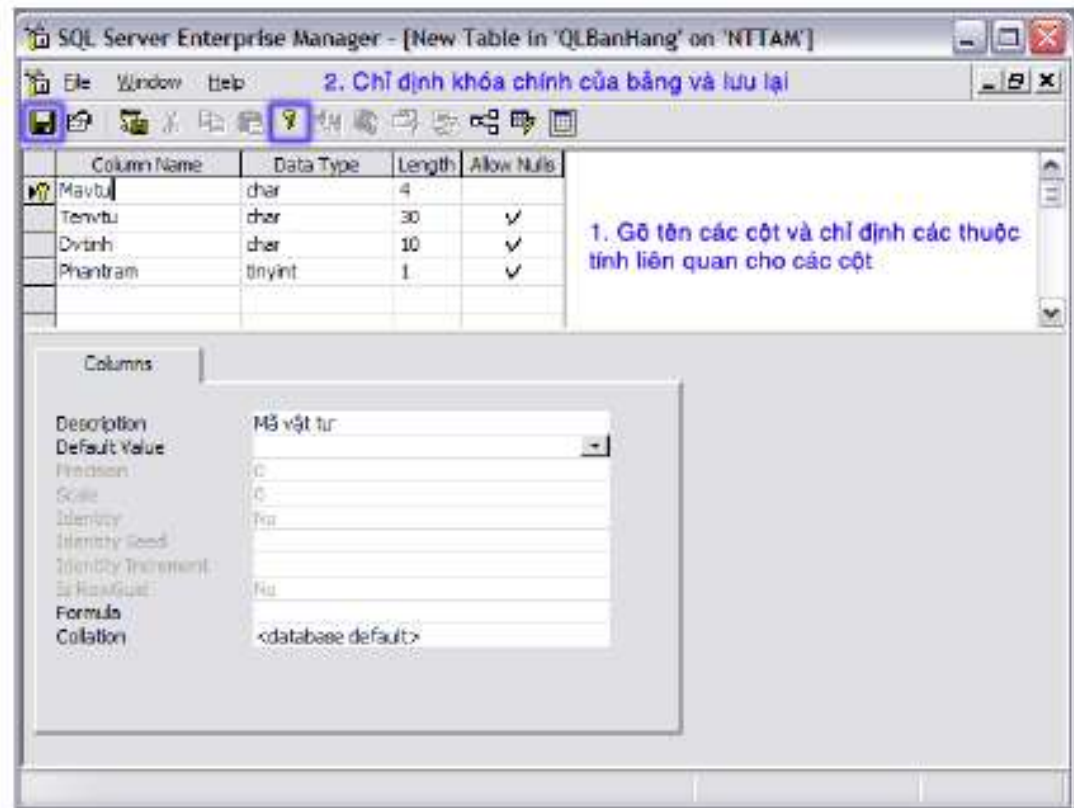 SQL Server Enterprise Manager - [New Table in 'QLBanHang' on 'NTTAM']
File Window Help
2. Chỉ định khóa chính của bảng và lưu lại
Column Name Data Type Length Allow Nulls
Mavtu char 4
Tenvtu char 30
Dvtinh char 10
Phantram tinyint 1
1. Gõ tên các cột và chỉ định các thuộc
tính liên quan cho các cột
Columns
Description Mã vật tư
Default Value
Precision 0
Scale 0
Identity No
Identity Seed
Identity Increment
Is RowGuid No
Formula
Collation <database default>